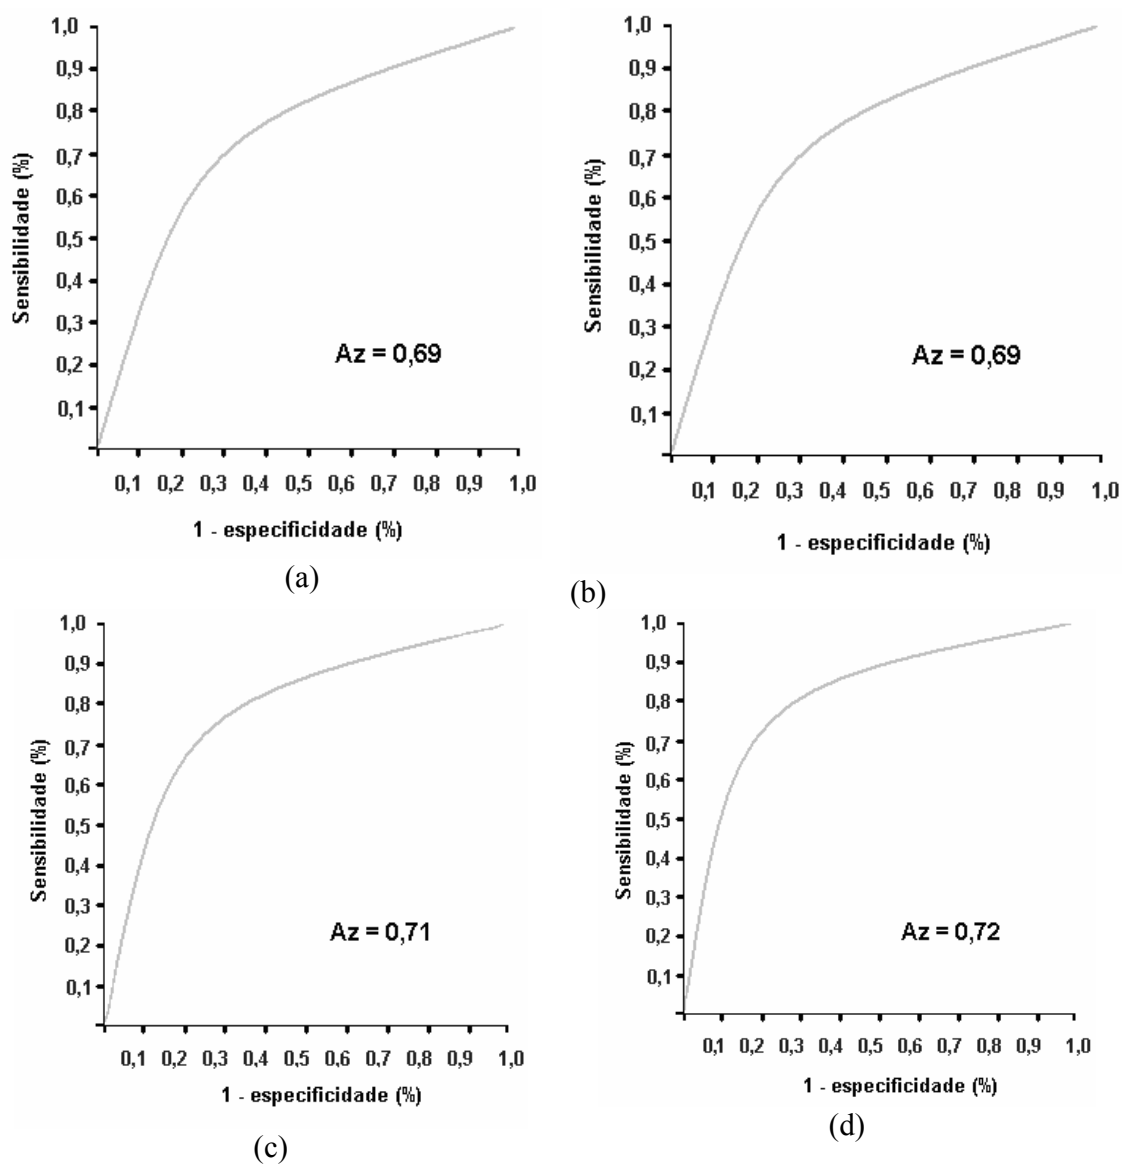 1,0
0,9
0,8
0,7
0,6
0,5
0,4
0,3
0,2
0,1
Sensibilidade (%)
Az = 0,69
0,1 0,2 0,3 0,4 0,5 0,6 0,7 0,8 0,9 1,0
1 - especificidade (%)
(a)
1,0
0,9
0,8
0,7
0,6
0,5
0,4
0,3
0,2
0,1
Sensibilidade (%)
Az = 0,69
0,1 0,2 0,3 0,4 0,5 0,6 0,7 0,8 0,9 1,0
1 - especificidade (%)
(b)
1,0
0,9
0,8
0,7
0,6
0,5
0,4
0,3
0,2
0,1
Sensibilidade (%)
Az = 0,71
0,1 0,2 0,3 0,4 0,5 0,6 0,7 0,8 0,9 1,0
1 - especificidade (%)
(c)
1,0
0,9
0,8
0,7
0,6
0,5
0,4
0,3
0,2
0,1
Sensibilidade (%)
Az = 0,72
0,1 0,2 0,3 0,4 0,5 0,6 0,7 0,8 0,9 1,0
1 - especificidade (%)
(d)